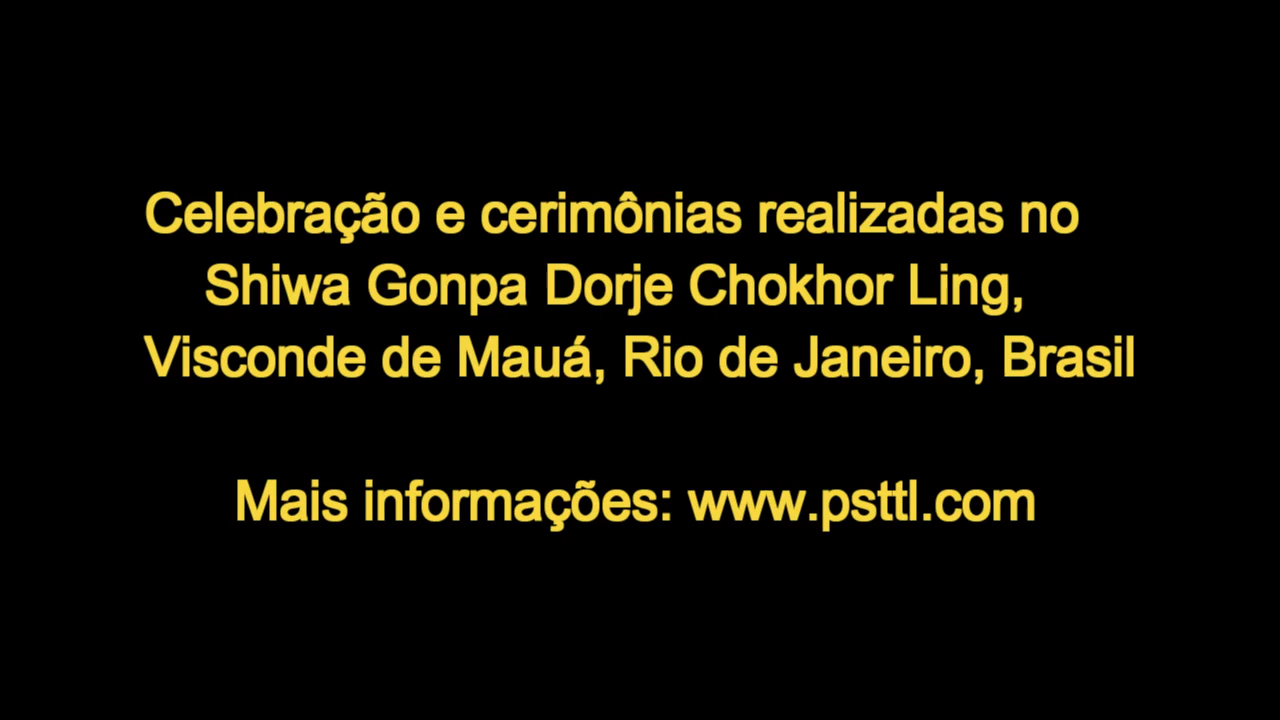 Celebração e cerimônias realizadas no
Shiwa Gonpa Dorje Chokhor Ling,
Visconde de Mauá, Rio de Janeiro, Brasil
Mais informações: www.psttl.com